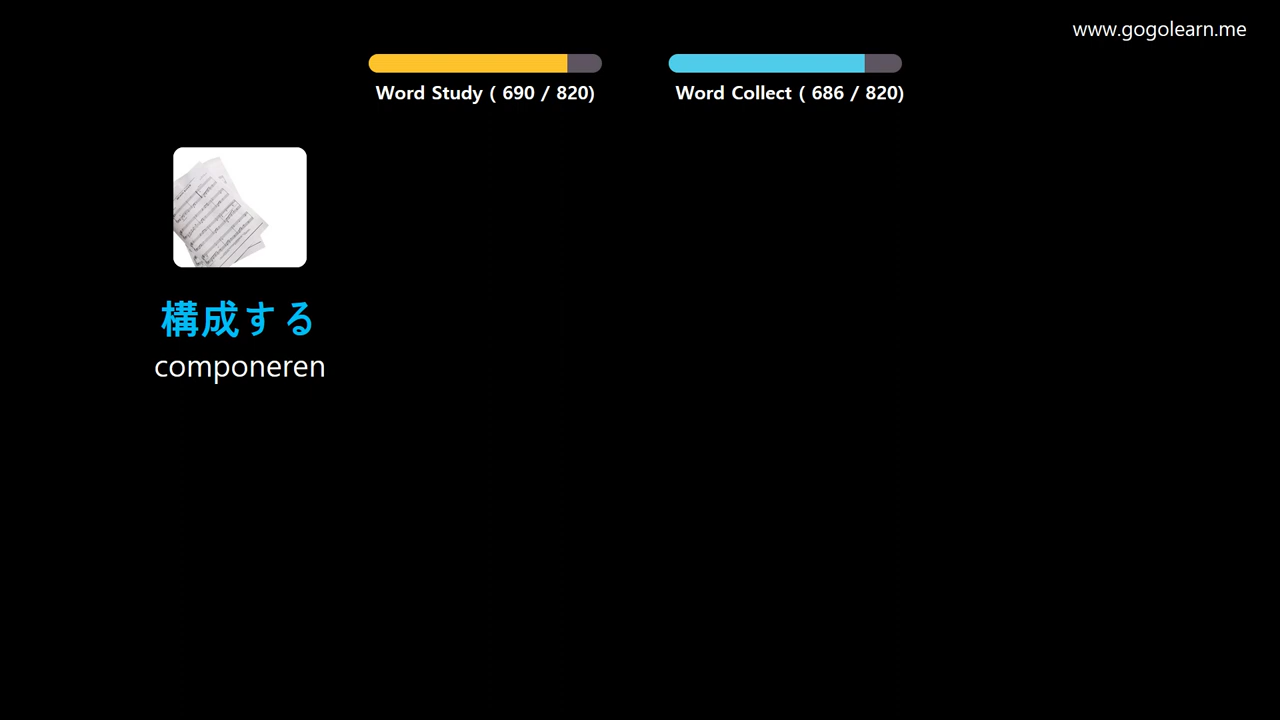 www.gogolearn.me
Word Study ( 690 / 820)
Word Collect ( 686 / 820)
構成する
componeren